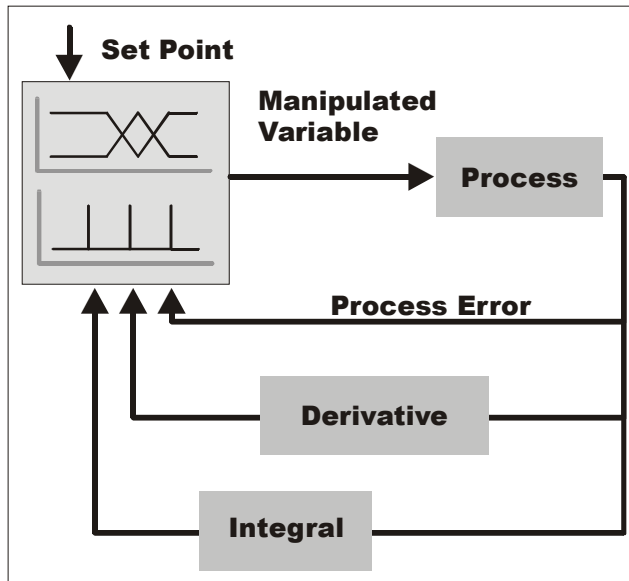 Set Point
Manipulated
Variable
Process
Process Error
Derivative
Integral